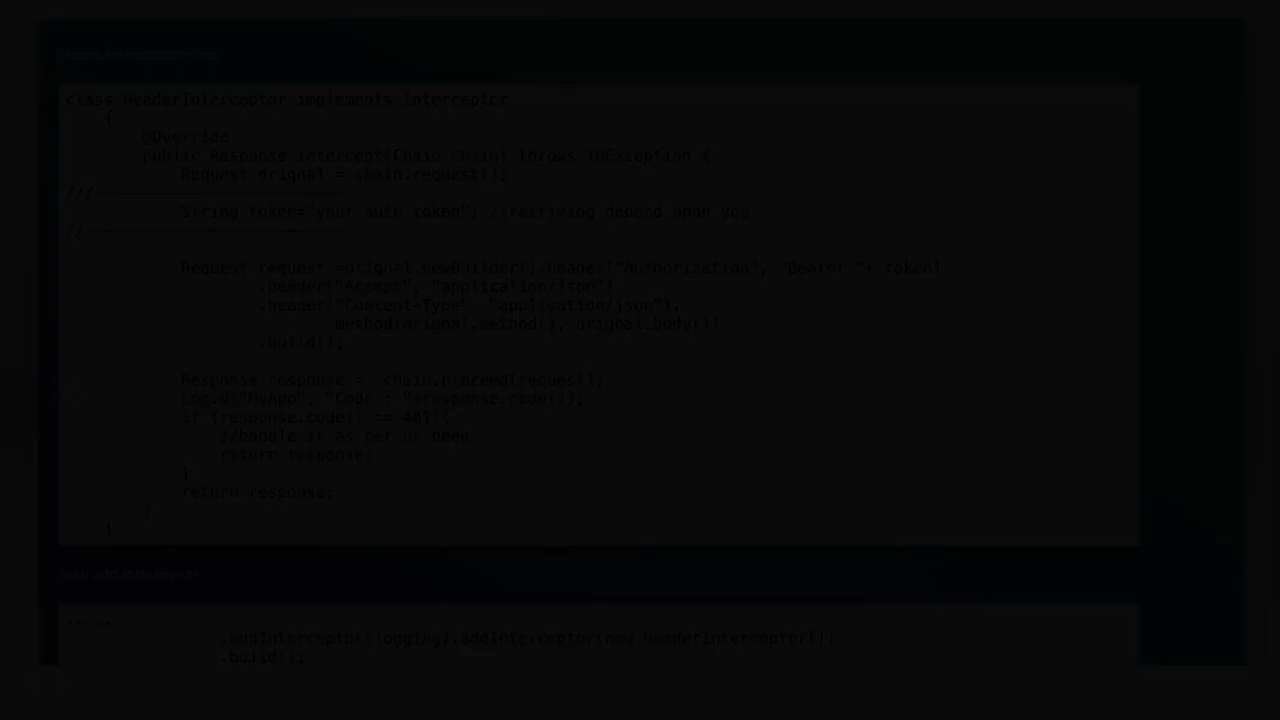 class HeaderInterceptor implements Interceptor
{
@Override
public Response intercept(Chain chain) throws IOException {
Request orignal = chain.request();
///----------------------------
String token="your auth token"; //retriving depend upon you
//-----------------------------
Request request =orignal.newBuilder().header("Authorization", "Bearer "+ token)
.header("Accept", "application/json")
.header("Content-Type", "application/json").
method(orignal.method(), orignal.body())
.build();
Response response =  chain.proceed(request);
Log.d("MyApp", "Code : "+response.code());
if (response.code() == 401){
//handle it as per ur need
return response;
}
return response;
}
}
now add interceptor
.addInterceptor(logging).addInterceptor(new HeaderInterceptor())
.build();